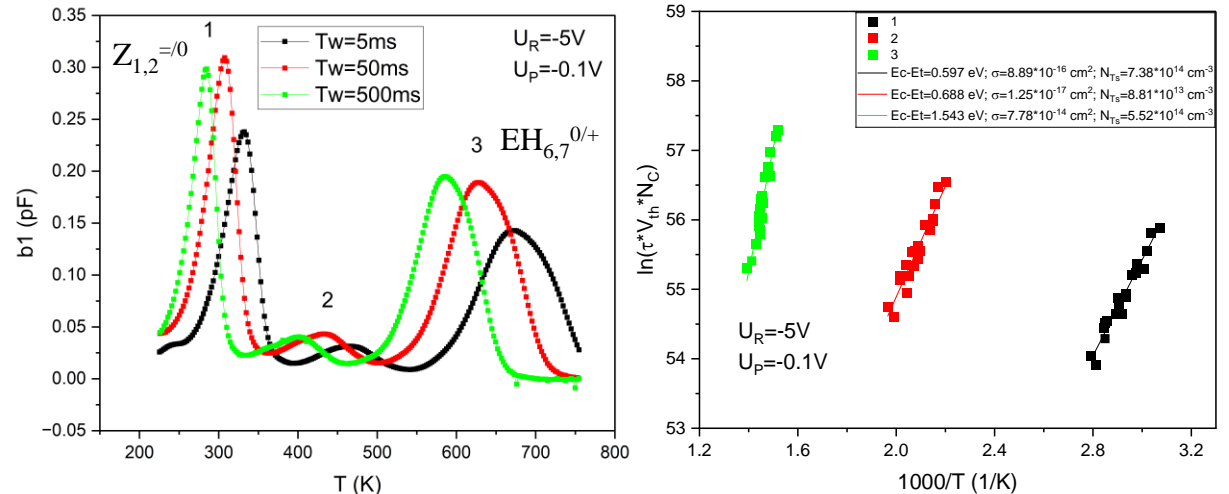 1
Z1,2=/0
Tw=5ms
Tw=50ms
Tw=500ms
UR=-5V
UP=-0.1V
3
EH6,70/+
2
0.35
0.30
0.25
0.20
0.15
0.10
0.05
0.00
-0.05
b1 (pF)
200
300
400
500
600
700
800
T (K)
1
2
3
Ec-Et=0.597 eV; σ=8.89*10-16 cm2; NTs=7.38*1014 cm-3
Ec-Et=0.688 eV; σ=1.25*10-17 cm2; NTs=8.81*1013 cm-3
Ec-Et=1.543 eV; σ=7.78*10-14 cm2; NTs=5.52*1014 cm-3
59
58
57
56
55
54
53
ln(τ*Vth*NC)
UR=-5V
UP=-0.1V
1.2
1.6
2.0
2.4
2.8
3.2
1000/T (1/K)